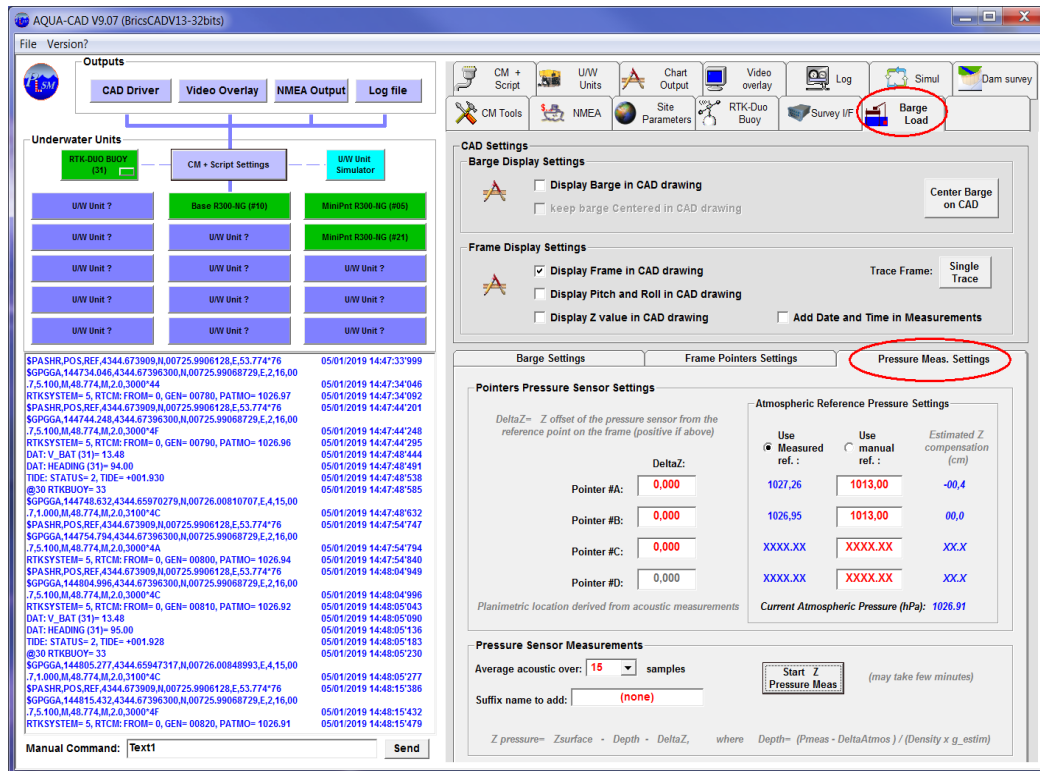 AQUA-CAD V9.07 (BricsCADV13-32bits)
File Version?
PLSM
Outputs
CAD Driver
Video Overlay
NMEA Output
Log file
Underwater Units
RTK-DUO BUOY
(31)
CM + Script Settings
U/W Unit
Simulator
U/W Unit ?
Base R300-NG (#10)
MiniPnt R300-NG (#05)
U/W Unit ?
U/W Unit ?
MiniPnt R300-NG (#21)
U/W Unit ?
U/W Unit ?
U/W Unit ?
U/W Unit ?
U/W Unit ?
U/W Unit ?
U/W Unit ?
U/W Unit ?
U/W Unit ?
$PASHR,POS,REF,4344.673909,N,00725.9906128,E,53.774*76 05/01/2019 14:47:33'999
$GPGGA,144734.046,4344.67396300,N,00725.99068729,E,2,16,00
.7,5.100,M,48.774,M,2.0,3000*44 05/01/2019 14:47:34'046
RTKSYSTEM= 5, RTCM: FROM= 0, GEN= 00780, PATMO= 1026.97 05/01/2019 14:47:34'092
$PASHR,POS,REF,4344.673909,N,00725.9906128,E,53.774*76 05/01/2019 14:47:44'201
$GPGGA,144744.248,4344.67396300,N,00725.99068729,E,2,16,00
.7,5.100,M,48.774,M,2.0,3000*4F 05/01/2019 14:47:44'248
RTKSYSTEM= 5, RTCM: FROM= 0, GEN= 00790, PATMO= 1026.96 05/01/2019 14:47:44'295
DAT: V_BAT (31)= 13.48 05/01/2019 14:47:48'444
DAT: HEADING (31)= 94.00 05/01/2019 14:47:48'491
TIDE: STATUS= 2, TIDE= +001.930 05/01/2019 14:47:48'538
@30 RTKBUOY= 33 05/01/2019 14:47:48'585
$GPGGA,144748.632,4344.65970279,N,00726.00810707,E,4,15,00
.7,1.000,M,48.774,M,2.0,3100*4C 05/01/2019 14:47:48'632
$PASHR,POS,REF,4344.673909,N,00725.9906128,E,53.774*76 05/01/2019 14:47:54'747
$GPGGA,144754.794,4344.67396300,N,00725.99068729,E,2,16,00
.7,5.100,M,48.774,M,2.0,3000*4A 05/01/2019 14:47:54'794
RTKSYSTEM= 5, RTCM: FROM= 0, GEN= 00800, PATMO= 1026.94 05/01/2019 14:47:54'840
$PASHR,POS,REF,4344.673909,N,00725.9906128,E,53.774*76 05/01/2019 14:48:04'949
$GPGGA,144804.996,4344.67396300,N,00725.99068729,E,2,16,00
.7,5.100,M,48.774,M,2.0,3000*4C 05/01/2019 14:48:04'996
RTKSYSTEM= 5, RTCM: FROM= 0, GEN= 00810, PATMO= 1026.92 05/01/2019 14:48:05'043
DAT: V_BAT (31)= 13.48 05/01/2019 14:48:05'090
DAT: HEADING (31)= 95.00 05/01/2019 14:48:05'136
TIDE: STATUS= 2, TIDE= +001.928 05/01/2019 14:48:05'183
@30 RTKBUOY= 33 05/01/2019 14:48:05'230
$GPGGA,144805.277,4344.65947317,N,00726.00848993,E,4,15,00
.7,1.000,M,48.774,M,2.0,3100*4C 05/01/2019 14:48:05'277
$PASHR,POS,REF,4344.673909,N,00725.9906128,E,53.774*76 05/01/2019 14:48:15'386
$GPGGA,144815.432,4344.67396300,N,00725.99068729,E,2,16,00
.7,5.100,M,48.774,M,2.0,3000*4F 05/01/2019 14:48:15'432
RTKSYSTEM= 5, RTCM: FROM= 0, GEN= 00820, PATMO= 1026.91 05/01/2019 14:48:15'479
Manual Command: Text1 Send
CM +
Script
U/W
Units
Chart
Output
Video
overlay
Log
Simul
Dam survey
CM Tools
NMEA
Site
Parameters
RTK-Duo
Buoy
Survey I/F
Barge
Load
CAD Settings
Barge Display Settings
Display Barge in CAD drawing
keep barge Centered in CAD drawing
Center Barge
on CAD
Frame Display Settings
Display Frame in CAD drawing
Trace Frame:
Single
Trace
Display Pitch and Roll in CAD drawing
Display Z value in CAD drawing
Add Date and Time in Measurements
Barge Settings
Frame Pointers Settings
Pressure Meas. Settings
Pointers Pressure Sensor Settings
DeltaZ= Z offset of the pressure sensor from the
reference point on the frame (positive if above)
DeltaZ:
Pointer #A: 0,000
Pointer #B: 0,000
Pointer #C: 0,000
Pointer #D: 0,000
Planimetric location derived from acoustic measurements
Atmospheric Reference Pressure Settings
Use
Measured
ref. :
Use
manual
ref. :
Estimated Z
compensation
(cm)
1027,26 1013,00 -00,4
1026,95 1013,00 00,0
XXXX.XX XXXX.XX XX.X
XXXX.XX XXXX.XX XX.X
Current Atmospheric Pressure (hPa): 1026.91
Pressure Sensor Measurements
Average acoustic over: 15 samples
Suffix name to add: (none)
Start Z
Pressure Meas
(may take few minutes)
Z pressure= Zsurface - Depth - DeltaZ, where Depth= (Pmeas - DeltaAtmos ) / (Density x g_estim)